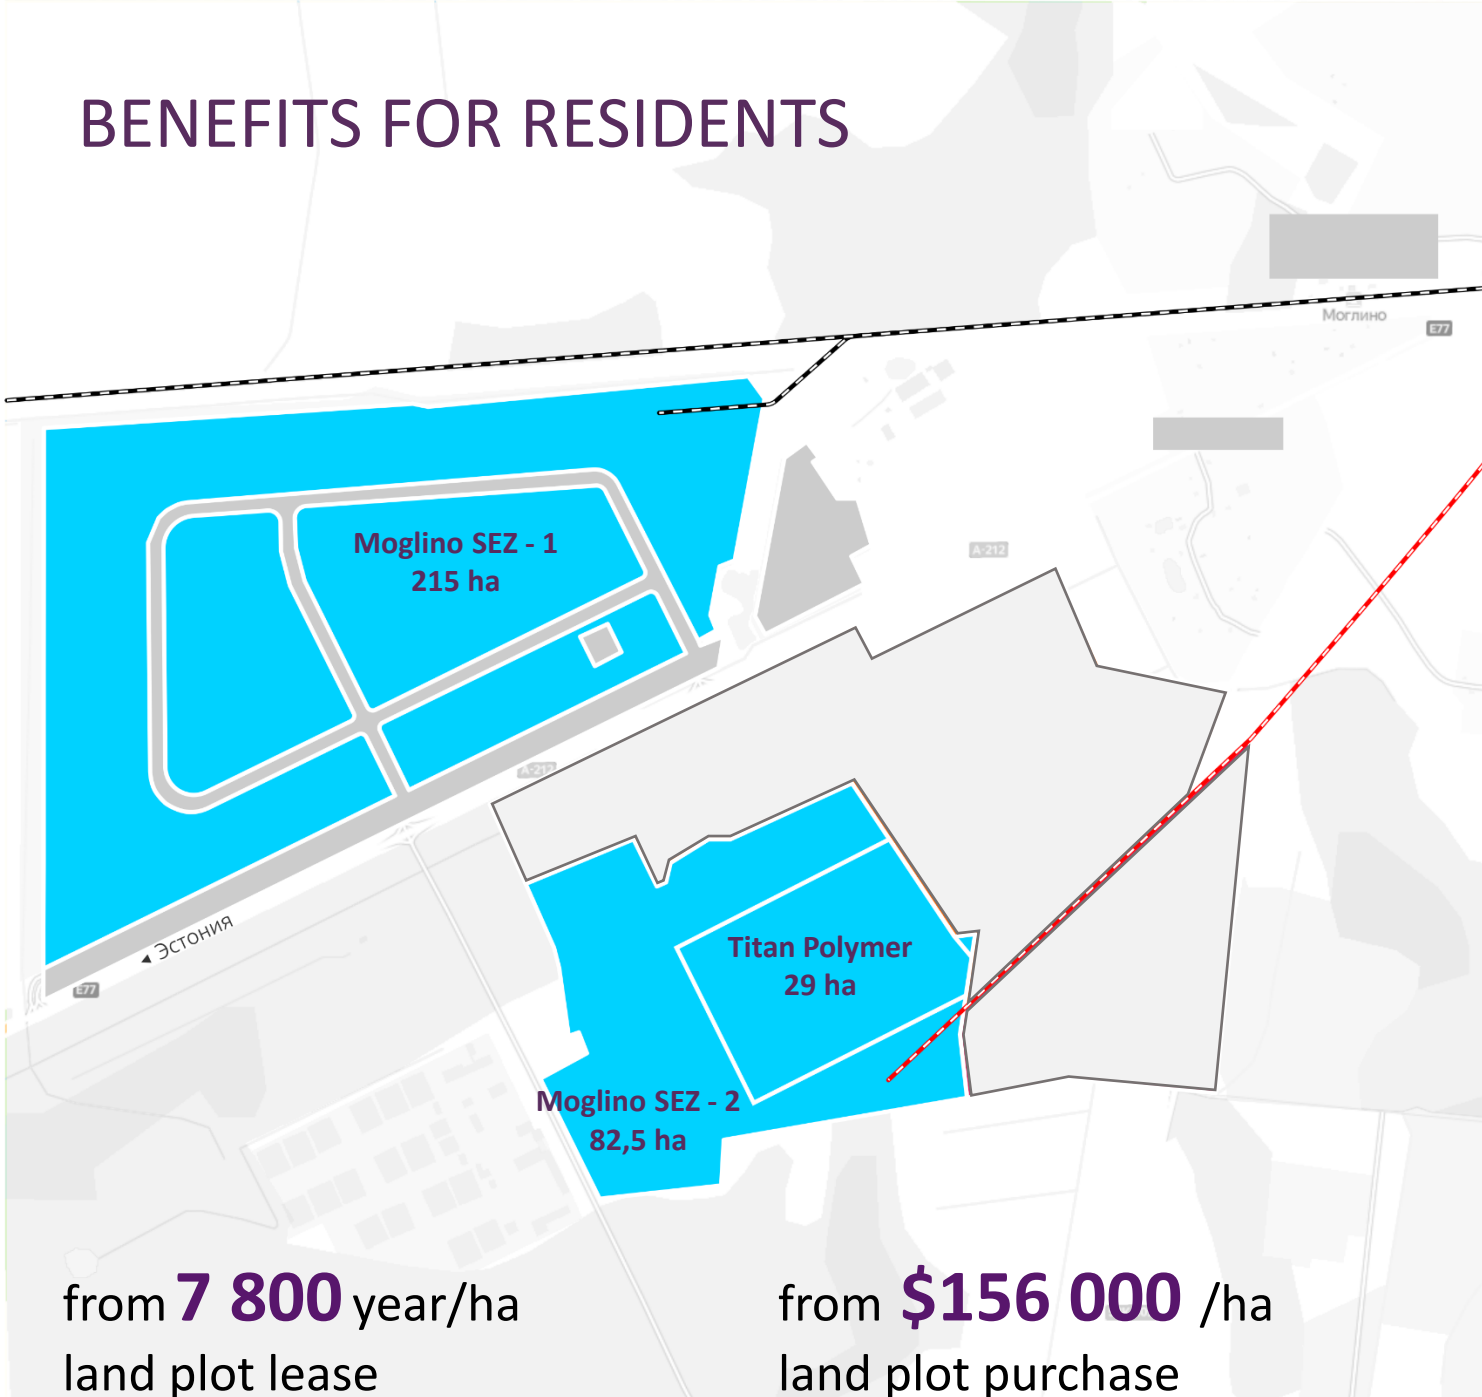 BENEFITS FOR RESIDENTS
Моглино
E77
Moglino SEZ - 1
215 ha
A-212
A-212
Эстония
E77
Titan Polymer
29 ha
Moglino SEZ - 2
82,5 ha
from 7 800 year/ha
land plot lease
from $156 000 /ha
land plot purchase